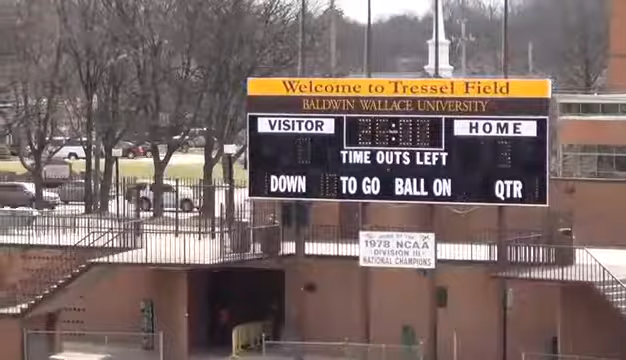 Welcome to Tressel Field
BALDWIN WALLACE UNIVERSITY
VISITOR
HOME
TIME OUTS LEFT
DOWN TO GO BALL ON QTR
1978 NCAA
DIVISION III
NATIONAL CHAMPIONS